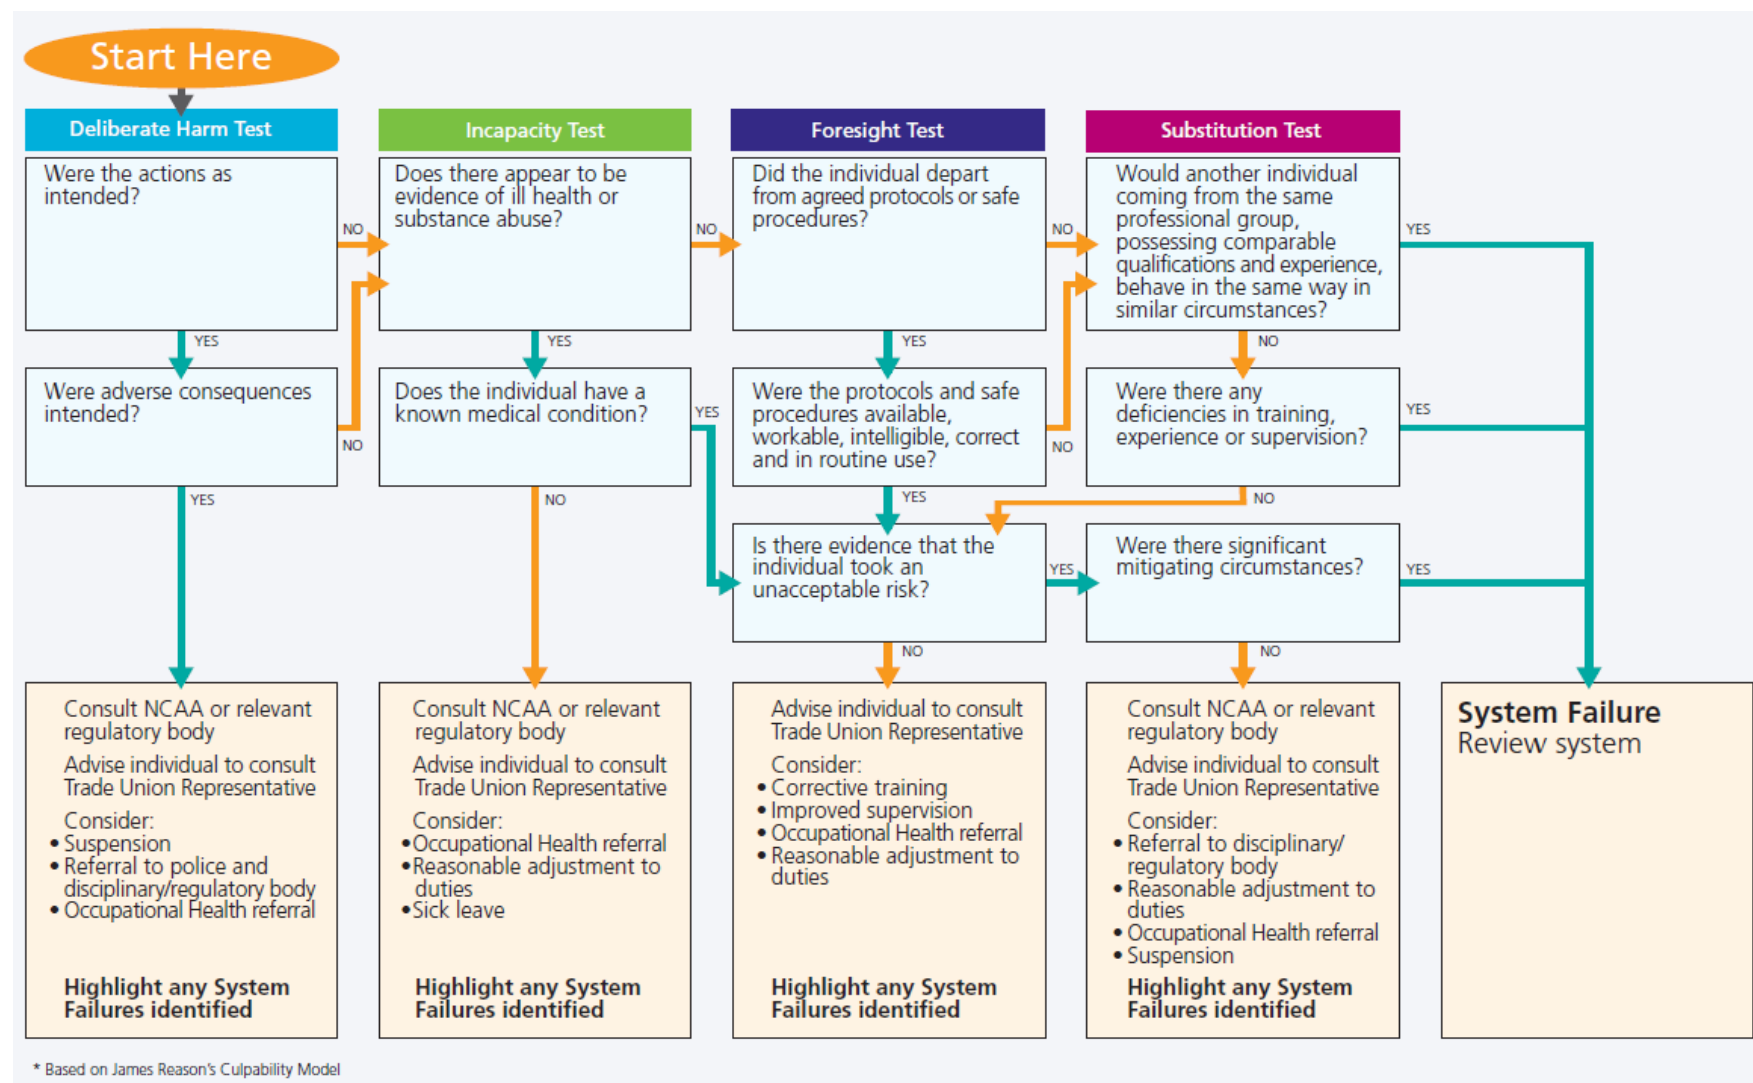 Start Here
Deliberate Harm Test
Were the actions as
intended?
NO
YES
Were adverse consequences
intended?
NO
YES
Consult NCAA or relevant
regulatory body
Advise individual to consult
Trade Union Representative
Consider:
• Suspension
• Referral to police and
disciplinary/regulatory body
• Occupational Health referral
Highlight any System
Failures identified
Incapacity Test
Does there appear to be
evidence of ill health or
substance abuse?
NO
YES
Does the individual have a
known medical condition?
YES
NO
Consult NCAA or relevant
regulatory body
Advise individual to consult
Trade Union Representative
Consider:
•Occupational Health referral
•Reasonable adjustment to
duties
•Sick leave
Highlight any System
Failures identified
Foresight Test
Did the individual depart
from agreed protocols or safe
procedures?
NO
YES
Were the protocols and safe
procedures available,
workable, intelligible, correct
and in routine use?
NO
YES
Is there evidence that the
individual took an
unacceptable risk?
YES
NO
Advise individual to consult
Trade Union Representative
Consider:
• Corrective training
• Improved supervision
• Occupational Health referral
• Reasonable adjustment to
duties
Highlight any System
Failures identified
Substitution Test
Would another individual
coming from the same
professional group,
possessing comparable
qualifications and experience,
behave in the same way in
similar circumstances?
YES
NO
Were there any
deficiencies in training,
experience or supervision?
YES
NO
Were there significant
mitigating circumstances?
YES
NO
Consult NCAA or relevant
regulatory body
Advise individual to consult
Trade Union Representative
Consider:
• Referral to disciplinary/
regulatory body
• Reasonable adjustment to
duties
• Occupational Health referral
• Suspension
Highlight any System
Failures identified
System Failure
Review system
* Based on James Reason's Culpability Model